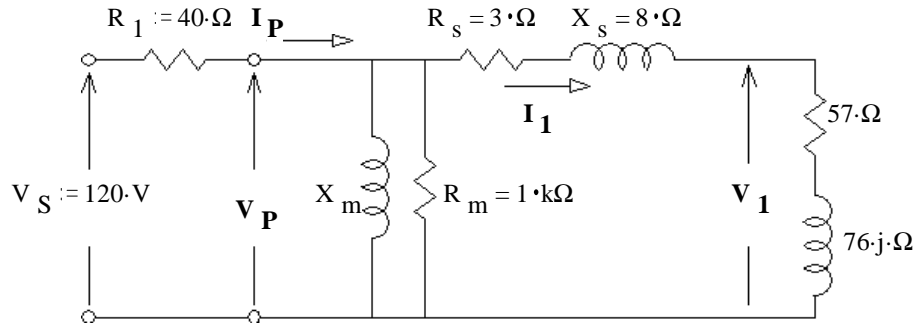 R 1 := 40·Ω
I P
R s = 3·Ω
X s = 8·Ω
I 1
57·Ω
V S := 120·V
V P
X m
R m = 1·kΩ
V 1
76·j·Ω